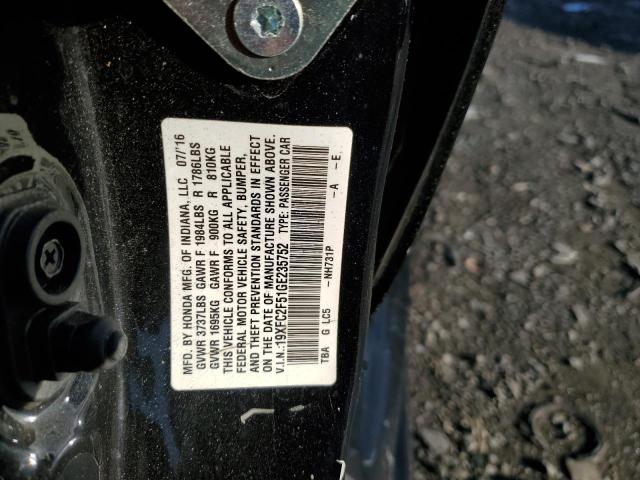 MFD. BY HONDA MFG. OF INDIANA, LLC 07/'16
GVWR 3737LBS GAWR F 1984LBS R 1786LBS
GVWR 1695KG GAWR F 900KG R 810KG
THIS VEHICLE CONFORMS TO ALL APPLICABLE
FEDERAL MOTOR VEHICLE SAFETY, BUMPER,
AND THEFT PREVENTION STANDARDS IN EFFECT
ON THE DATE OF MANUFACTURE SHOWN ABOVE.
V.I.N.:19XFC2F51GE235752 TYPE: PASSENGER CAR
TBA G LC5 -NH731P -A -E